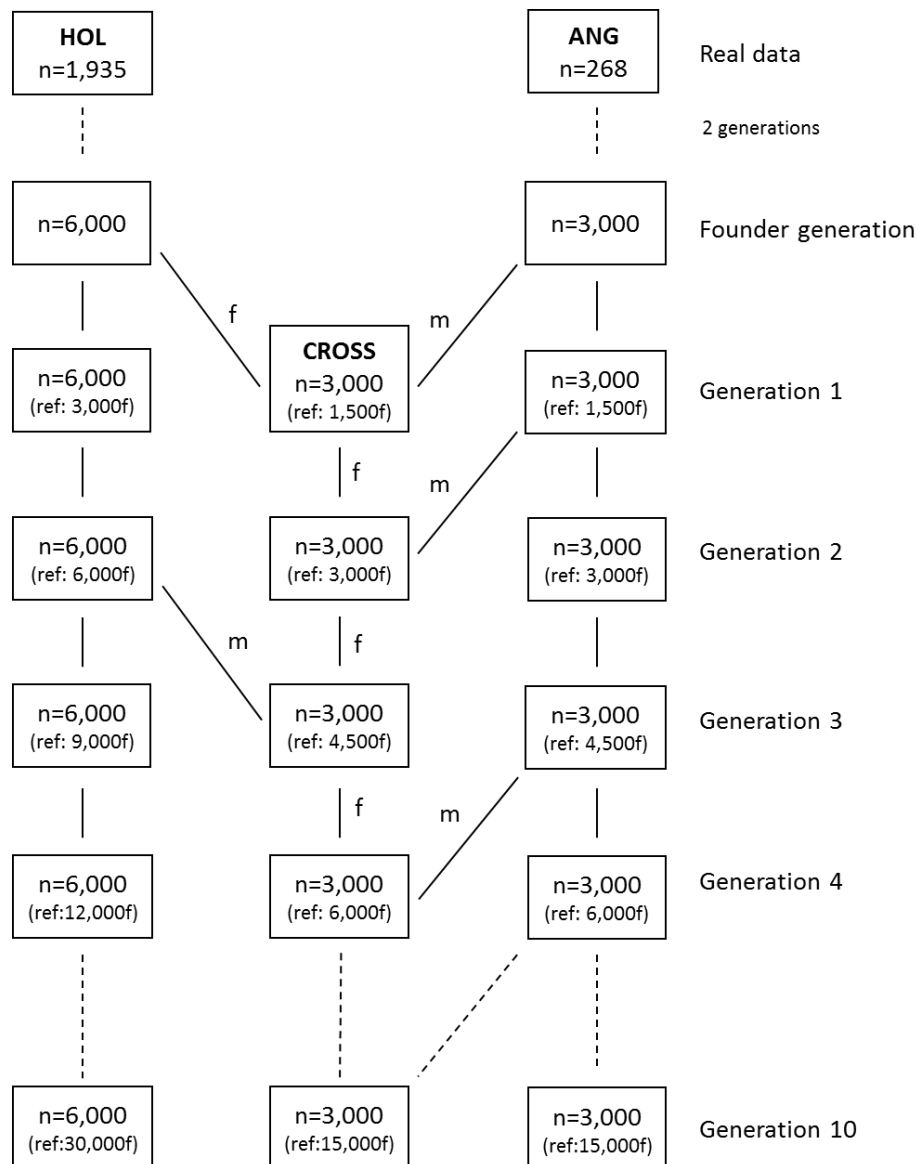 HOL
n=1,935
ANG
n=268
Real data
2 generations
n=6,000
n=3,000
Founder generation
f
m
CROSS
n=6,000
(ref: 3,000f)
n=3,000
(ref: 1,500f)
n=3,000
(ref: 1,500f)
Generation 1
f
m
n=6,000
(ref: 6,000f)
n=3,000
(ref: 3,000f)
n=3,000
(ref: 3,000f)
Generation 2
m
f
n=6,000
(ref: 9,000f)
n=3,000
(ref: 4,500f)
n=3,000
(ref: 4,500f)
Generation 3
f
m
n=6,000
(ref:12,000f)
n=3,000
(ref: 6,000f)
n=3,000
(ref: 6,000f)
Generation 4
n=6,000
(ref:30,000f)
n=3,000
(ref:15,000f)
n=3,000
(ref:15,000f)
Generation 10